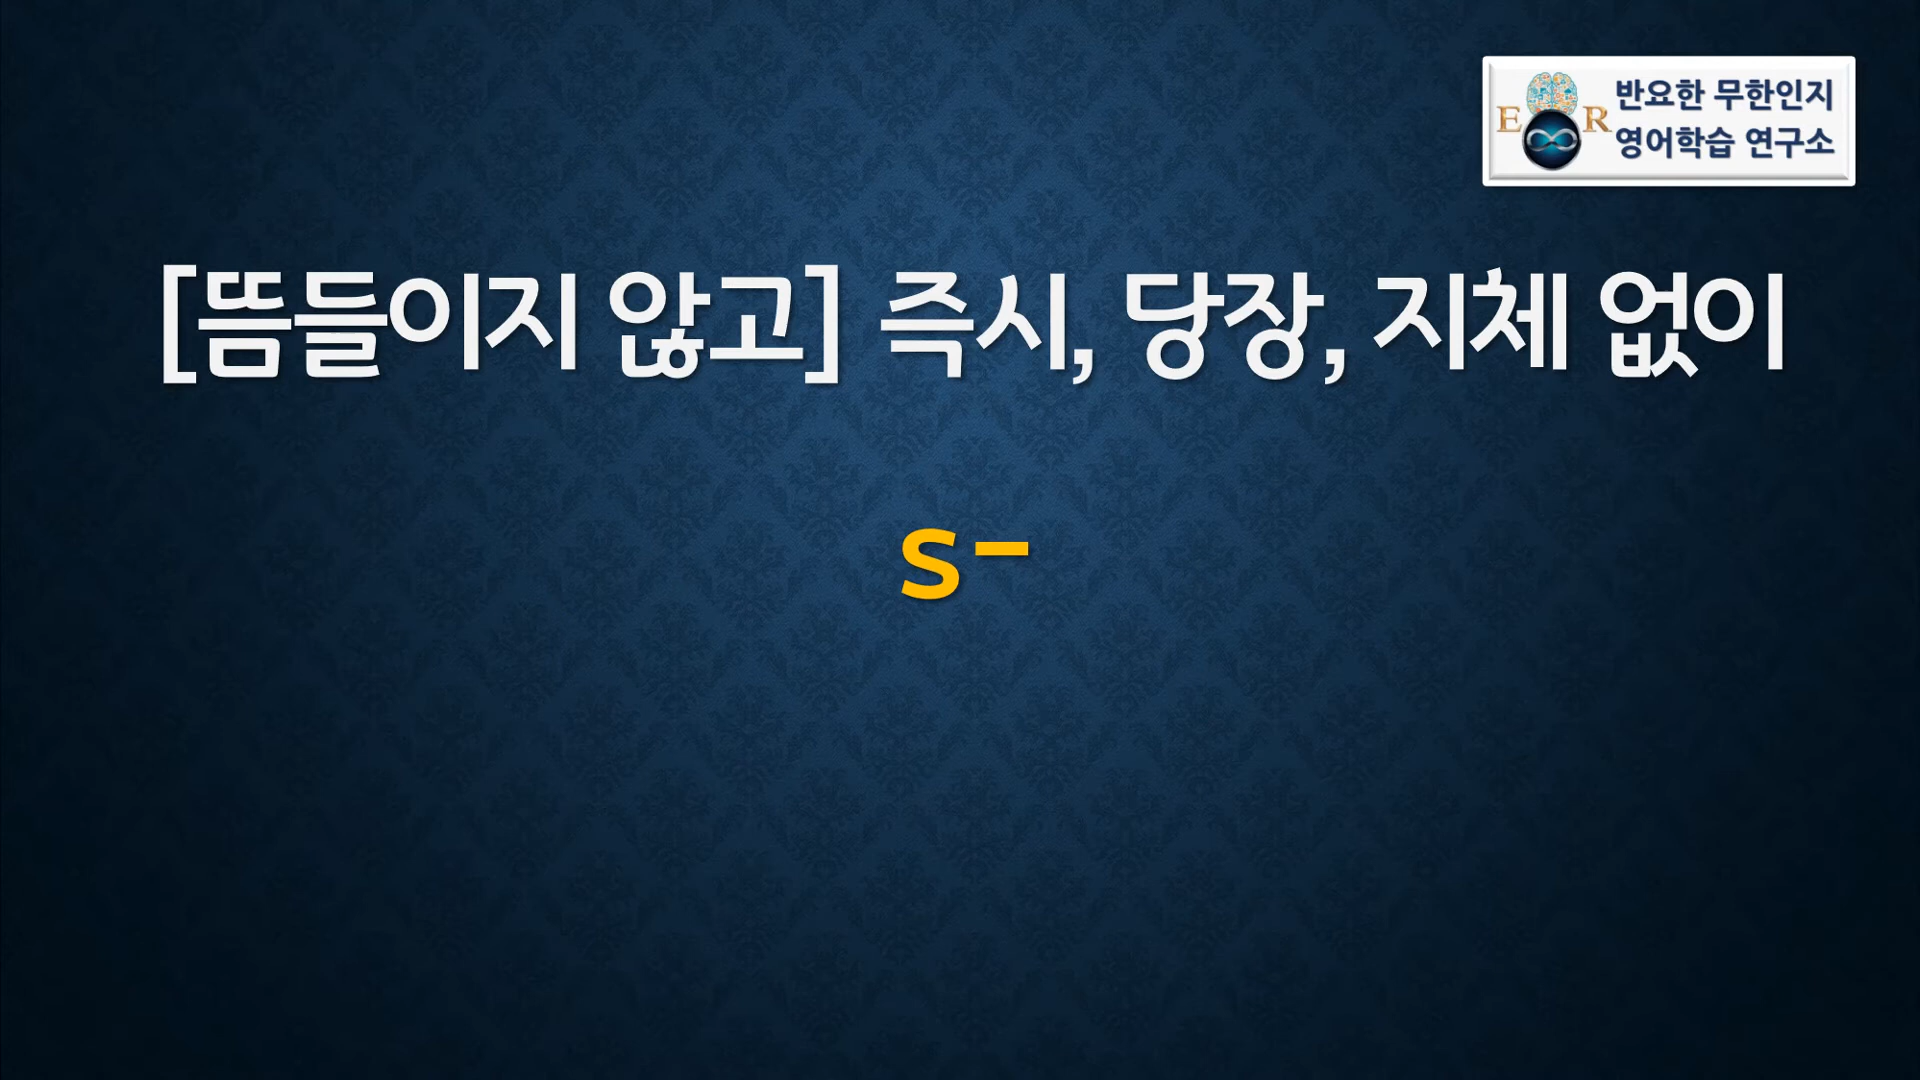 E R 반요한 무한인지
영어학습 연구소
[뜸들이지 않고] 즉시, 당장, 지체 없이
s-